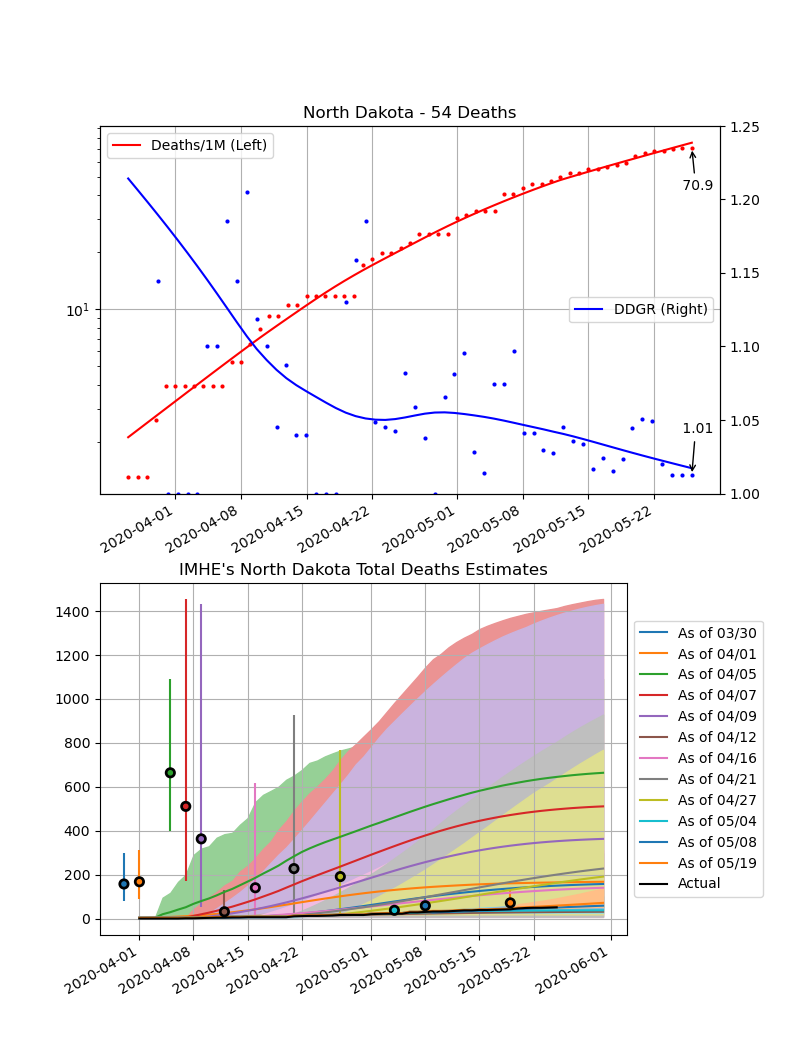 North Dakota - 54 Deaths
Deaths/1M (Left)
DDGR (Right)
70.9
1.01
10^1
1.25
1.20
1.15
1.10
1.05
1.00
2020-04-01
2020-04-08
2020-04-15
2020-04-22
2020-05-01
2020-05-08
2020-05-15
2020-05-22
IMHE's North Dakota Total Deaths Estimates
1400
1200
1000
800
600
400
200
0
2020-04-01
2020-04-08
2020-04-15
2020-04-22
2020-05-01
2020-05-08
2020-05-15
2020-05-22
2020-06-01
As of 03/30
As of 04/01
As of 04/05
As of 04/07
As of 04/09
As of 04/12
As of 04/16
As of 04/21
As of 04/27
As of 05/04
As of 05/08
As of 05/19
Actual